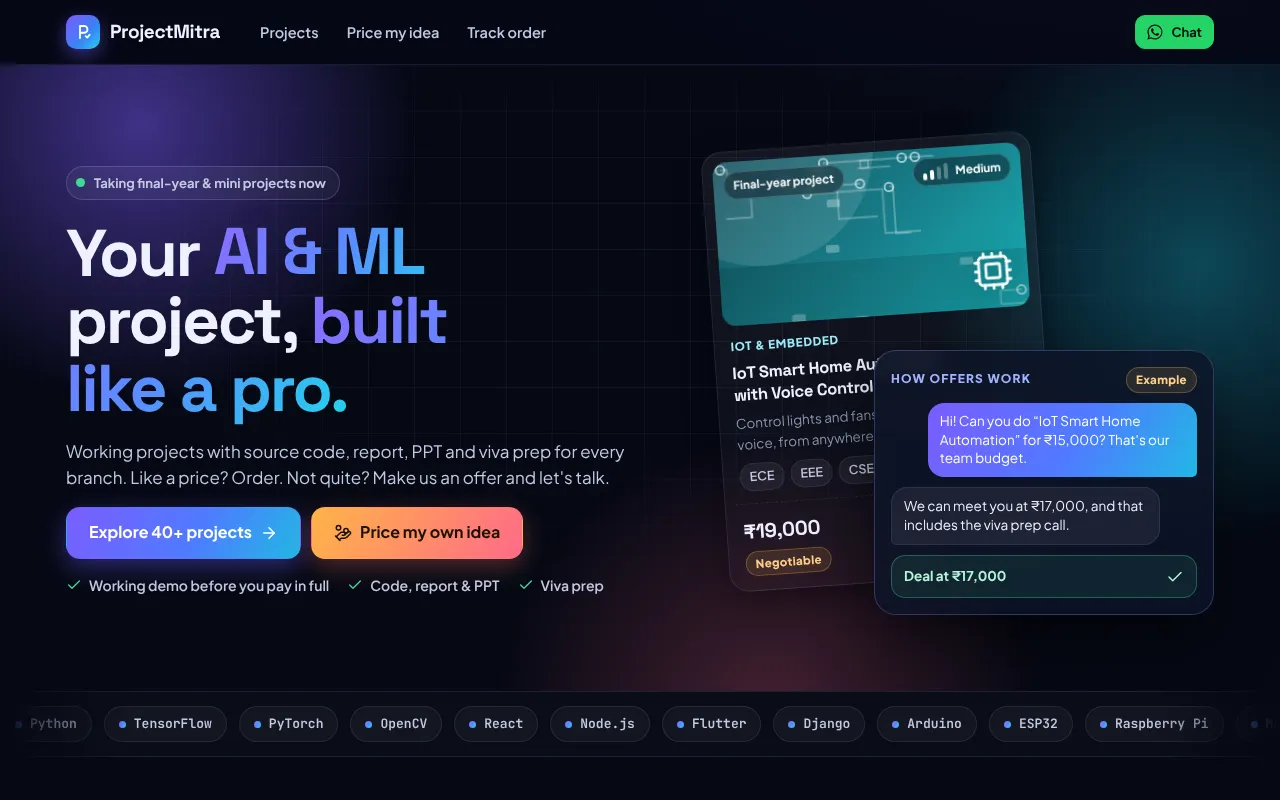 ProjectMitra
Projects
Price my idea
Track order
Chat
Taking final-year & mini projects now
Your AI & ML
project, built
like a pro.
Working projects with source code, report, PPT and viva prep for every
branch. Like a price? Order. Not quite? Make us an offer and let's talk.
Explore 40+ projects
Price my own idea
Working demo before you pay in full
Code, report & PPT
Viva prep
Final-year project
Medium
IOT & EMBEDDED
IoT Smart Home Au
with Voice Control
Control lights and fans
voice, from anywhere
ECE
EEE
CSE
₹19,000
Negotiable
HOW OFFERS WORK
Example
Hi! Can you do "IoT Smart Home
Automation" for ₹15,000? That's our
team budget.
We can meet you at ₹17,000, and that
includes the viva prep call.
Deal at ₹17,000
Python
TensorFlow
PyTorch
OpenCV
React
Node.js
Flutter
Django
Arduino
ESP32
Raspberry Pi